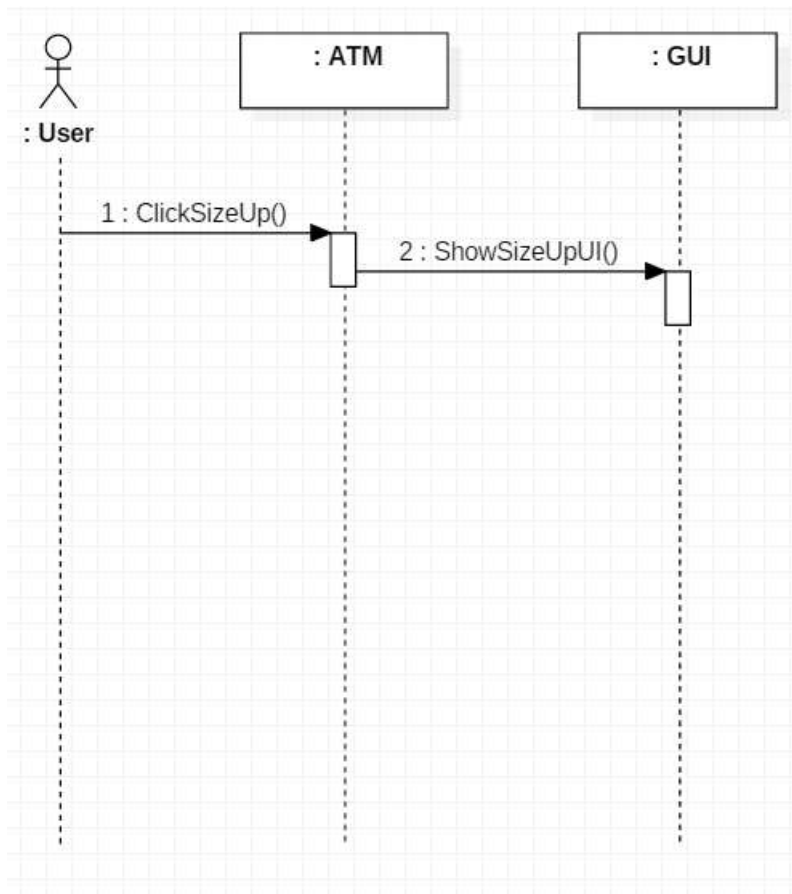 : ATM
: GUI
: User
1 : ClickSizeUp()
2 : ShowSizeUpUI()